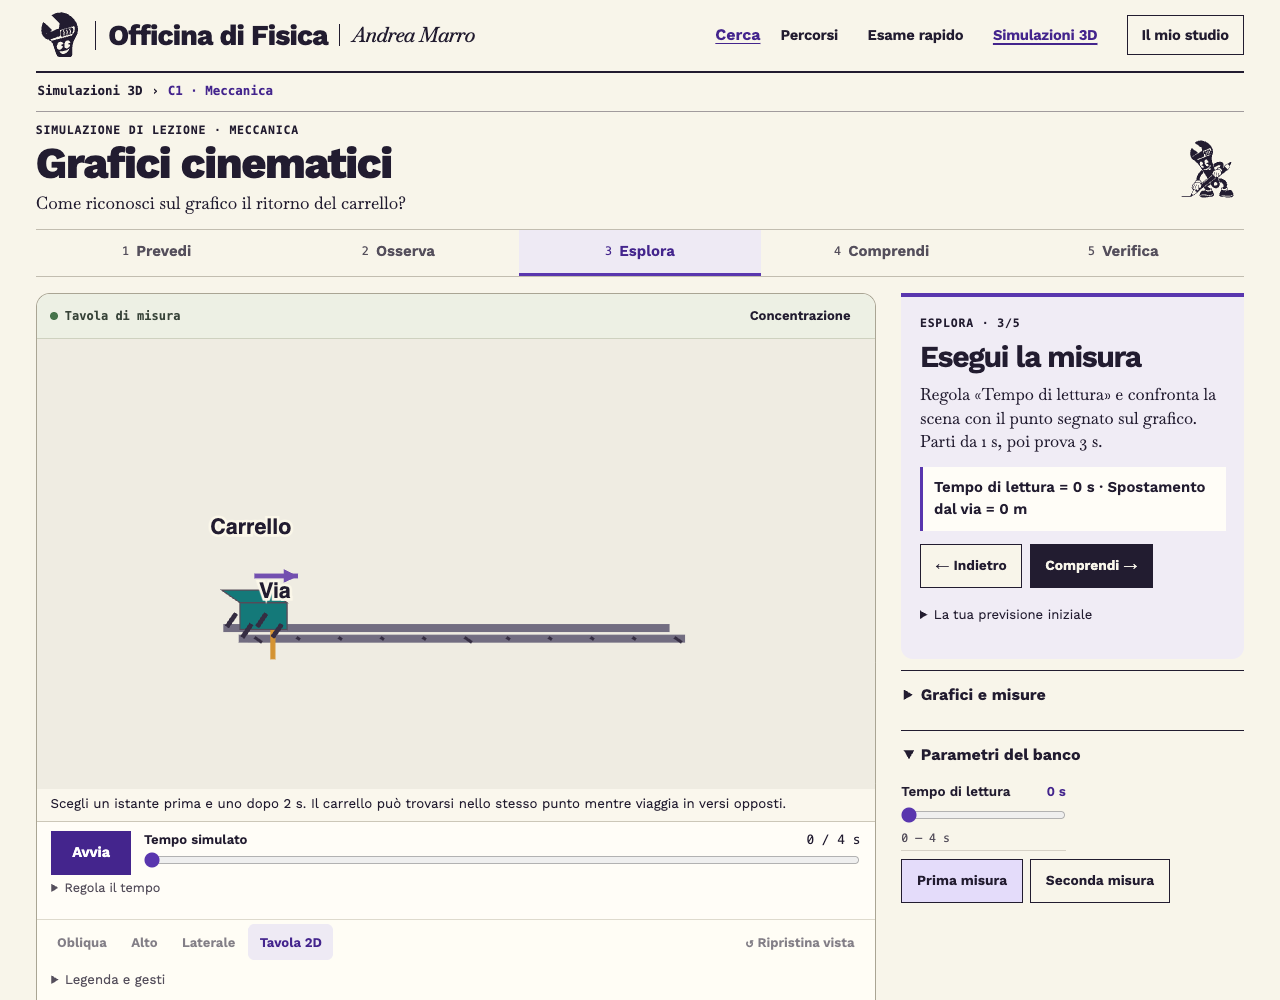 Officina di Fisica
Andrea Marro
Cerca
Percorsi
Esame rapido
Simulazioni 3D
Il mio studio
Simulazioni 3D › C1 · Meccanica
SIMULAZIONE DI LEZIONE · MECCANICA
Grafici cinematici
Come riconosci sul grafico il ritorno del carrello?
1 Prevedi
2 Osserva
3 Esplora
4 Comprendi
5 Verifica
Tavola di misura
Concentrazione
Carrello
Via
Scegli un istante prima e uno dopo 2 s. Il carrello può trovarsi nello stesso punto mentre viaggia in versi opposti.
Avvia
Tempo simulato
0 / 4 s
Regola il tempo
Obliqua
Alto
Laterale
Tavola 2D
↺ Ripristina vista
Legenda e gesti
ESPLORA · 3/5
Esegui la misura
Regola «Tempo di lettura» e confronta la
scena con il punto segnato sul grafico.
Parti da 1 s, poi prova 3 s.
Tempo di lettura = 0 s · Spostamento
dal via = 0 m
← Indietro
Comprendi →
La tua previsione iniziale
Grafici e misure
Parametri del banco
Tempo di lettura
0 s
0 — 4 s
Prima misura
Seconda misura